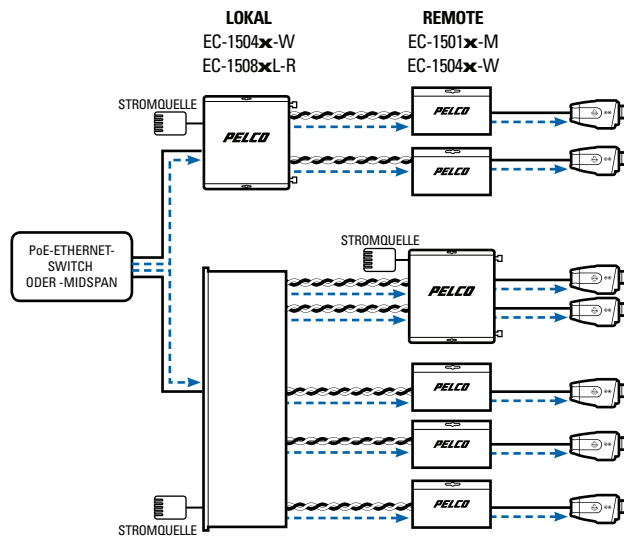 LOKAL
EC-1504x-W
EC-1508xL-R
REMOTE
EC-1501x-M
EC-1504x-W
STROMQUELLE
PELCO
PELCO
PELCO
PoE-ETHERNET-
SWITCH
ODER -MIDSPAN
STROMQUELLE
PELCO
PELCO
PELCO
PELCO
STROMQUELLE